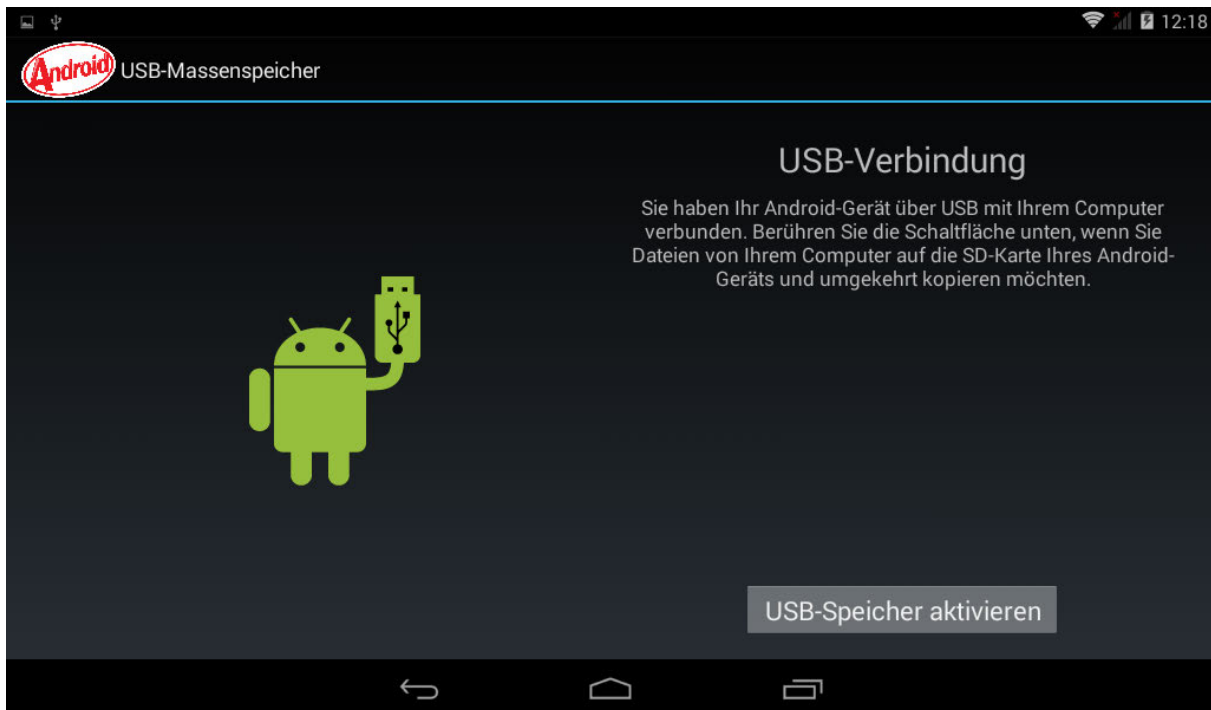 12:18
Android USB-Massenspeicher
USB-Verbindung
Sie haben Ihr Android-Gerät über USB mit Ihrem Computer
verbunden. Berühren Sie die Schaltfläche unten, wenn Sie
Dateien von Ihrem Computer auf die SD-Karte Ihres Android-
Geräts und umgekehrt kopieren möchten.
USB-Speicher aktivieren